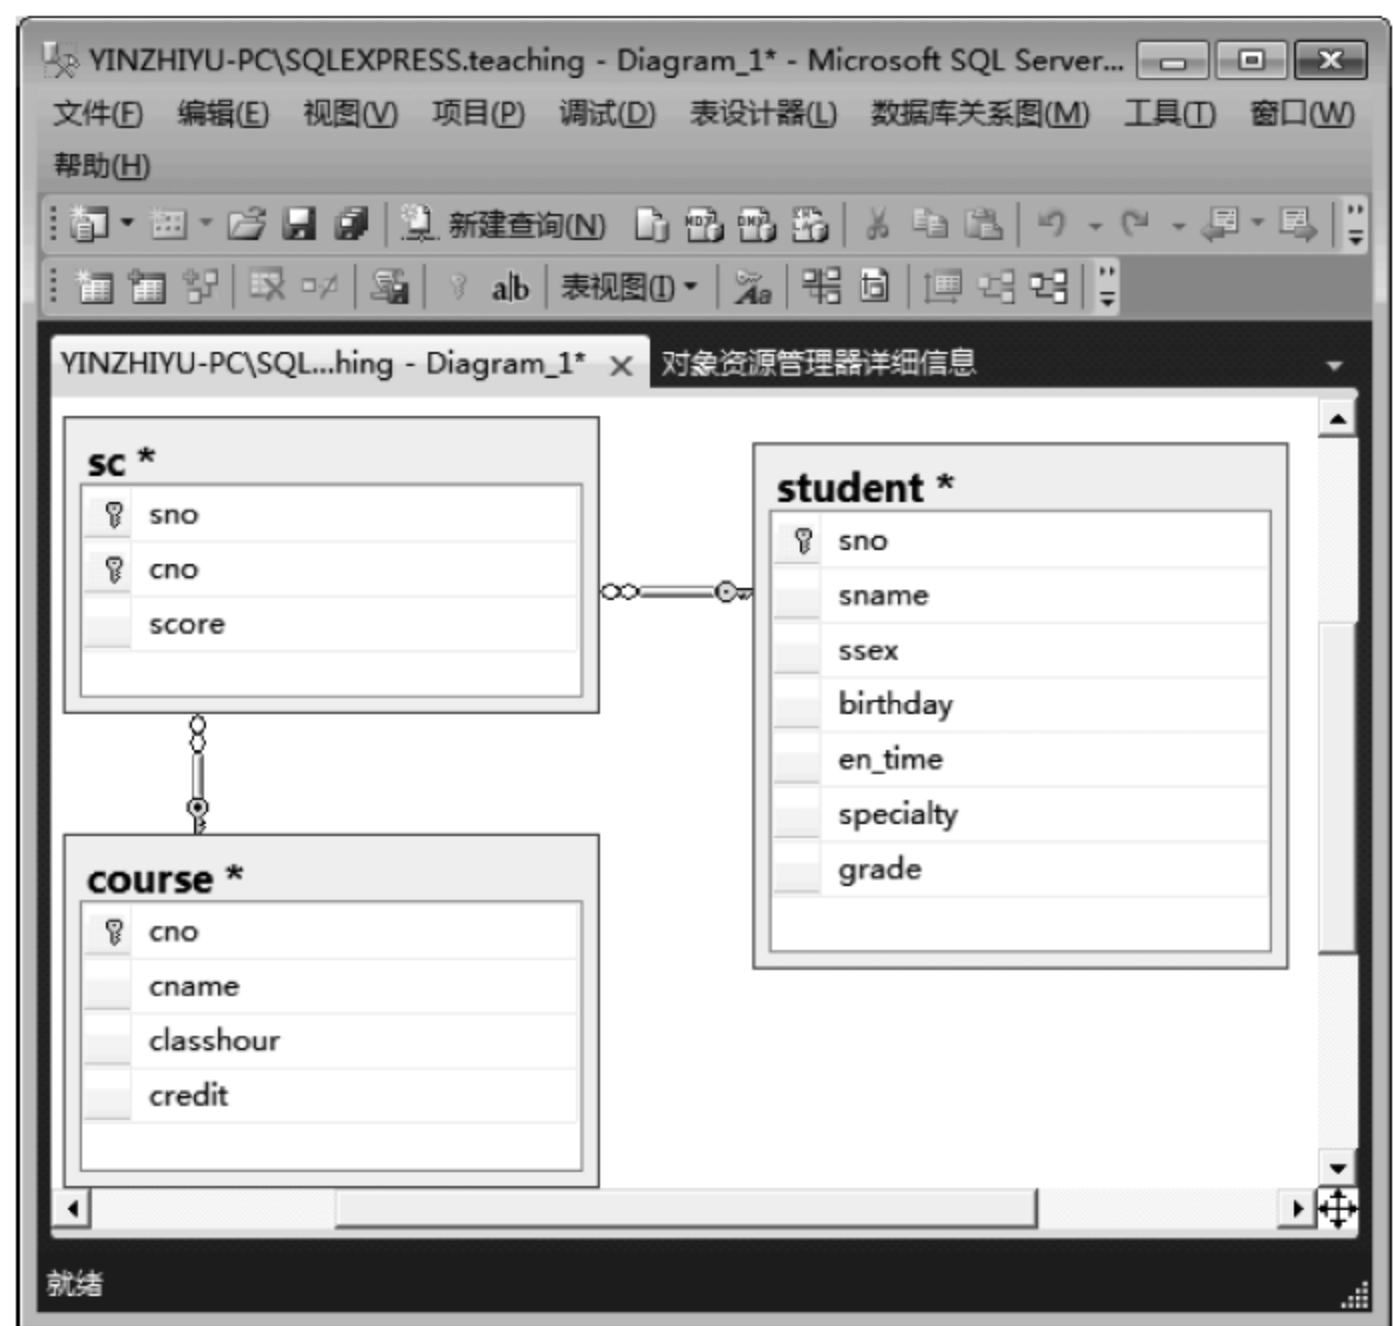 YINZHIYU-PC\SQLEXPRESS.teaching - Diagram_1* - Microsoft SQL Server...
文件(F) 编辑(E) 视图(V) 项目(P) 调试(D) 表设计器(L) 数据库关系图(M) 工具(T) 窗口(W)
帮助(H)
新建查询(N)
a|b 表视图(I)
YINZHIYU-PC\SQL...hing - Diagram_1* 对象资源管理器详细信息
sc *
sno
cno
score
student *
sno
sname
ssex
birthday
en_time
specialty
grade
course *
cno
cname
classhour
credit
就绪